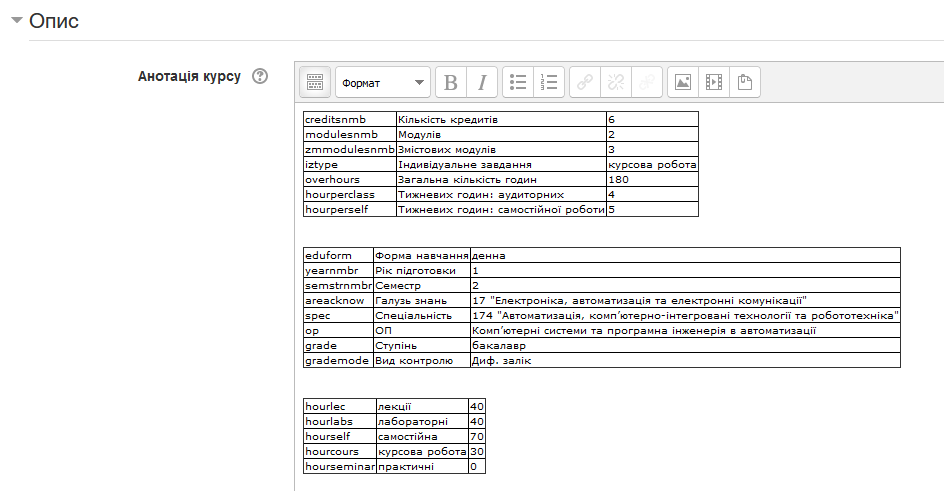 Опис
Анотація курсу
Формат
creditsnmb Кількість кредитів 6
modulesnmb Модулів 2
zmmodulesnmb Змістових модулів 3
iztype Індивідуальне завдання курсова робота
overhours Загальна кількість годин 180
hourperclass Тижневих годин: аудиторних 4
hourperself Тижневих годин: самостійної роботи 5
eduform Форма навчання денна
yearnmbr Рік підготовки 1
semstrnmbr Семестр 2
areacknow Галузь знань 17 "Електроніка, автоматизація та електронні комунікації"
spec Спеціальність 174 "Автоматизація, комп’ютерно-інтегровані технології та робототехніка"
op ОП Комп’ютерні системи та програмна інженерія в автоматизації
grade Ступінь бакалавр
grademode Вид контролю Диф. залік
hourlec лекції 40
hourlabs лабораторні 40
hourself самостійна 70
hourcours курсова робота 30
hourseminar практичні 0